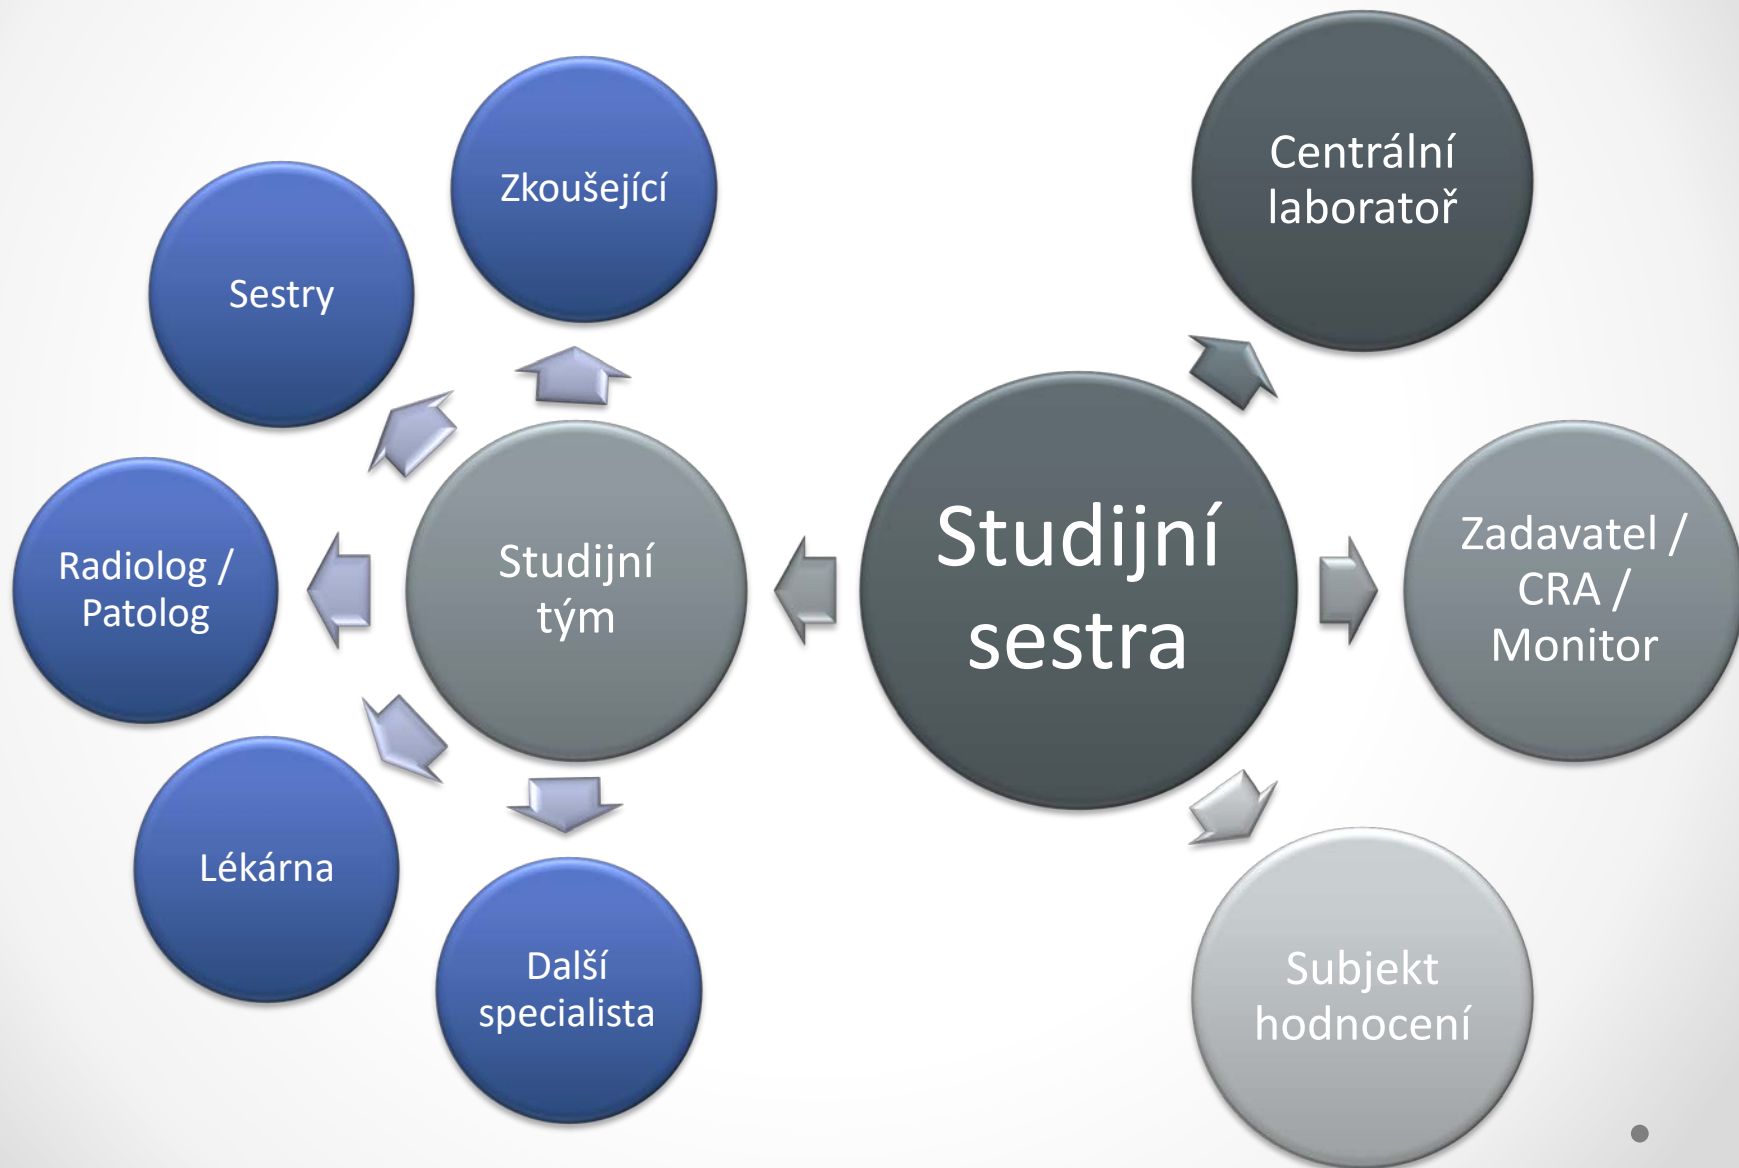 Zkoušející
Sestry
Radiolog /
Patolog
Lékárna
Další
specialista
Studijní
tým
Studijní
sestra
Centrální
laboratoř
Zadavatel /
CRA /
Monitor
Subjekt
hodnocení